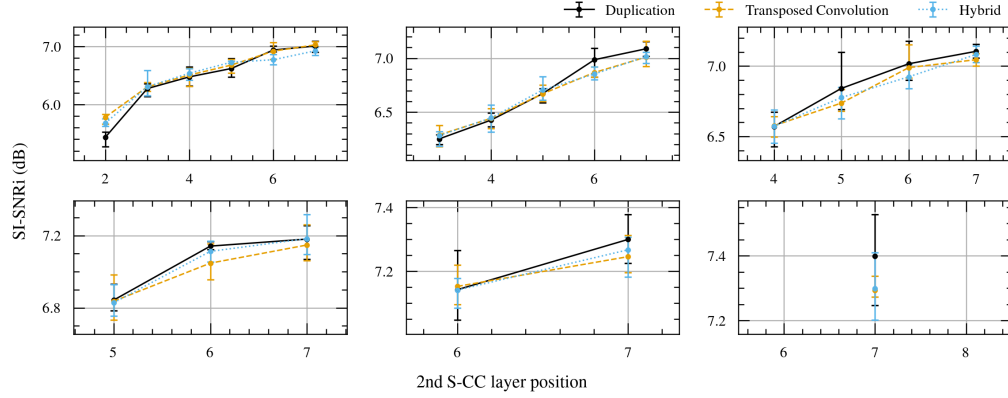 Duplication Transposed Convolution Hybrid
SI-SNRi (dB)
7.0
6.0
2 4 6
7.0
6.5
4 6
7.0
6.5
4 5 6 7
7.2
6.8
5 6 7
7.4
7.2
6 7
7.4
7.2
6 7 8
2nd S-CC layer position